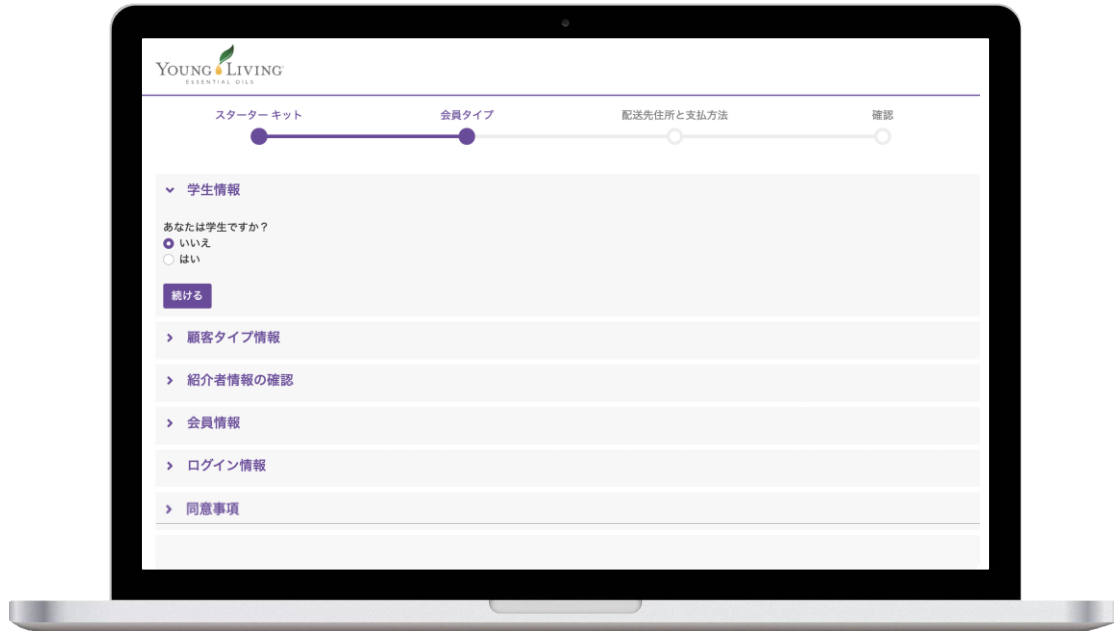 YOUNG LIVING
ESSENTIAL OILS
スターター キット
会員タイプ
配送先住所と支払方法
確認
学生情報
あなたは学生ですか？
いいえ
はい
続ける
顧客タイプ情報
紹介者情報の確認
会員情報
ログイン情報
同意事項